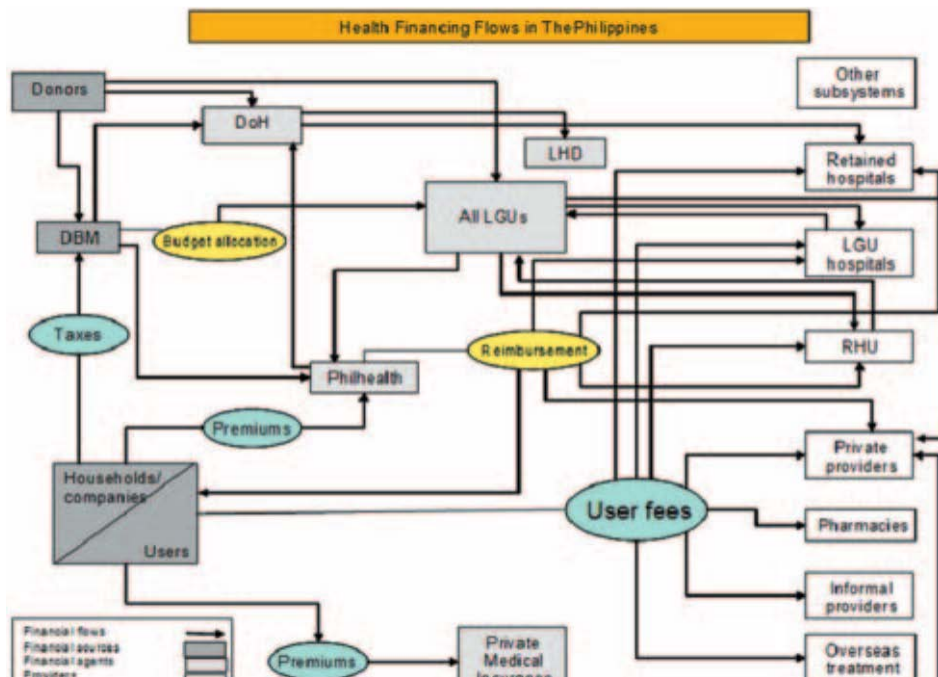 Health Financing Flows in ThePhilippines
Donors
Other
subsystems
DoH
LHD
Retained
hospitals
All LGUs
DBM
Budget allocation
LGU
hospitals
Taxes
Reimbursement
RHU
Philhealth
Premiums
Private
providers
Households/
companies
User fees
Pharmacies
Users
Informal
providers
Financial flows
Financial sources
Financial agents
Providers
Premiums
Private
Medical
Insurance
Overseas
treatment